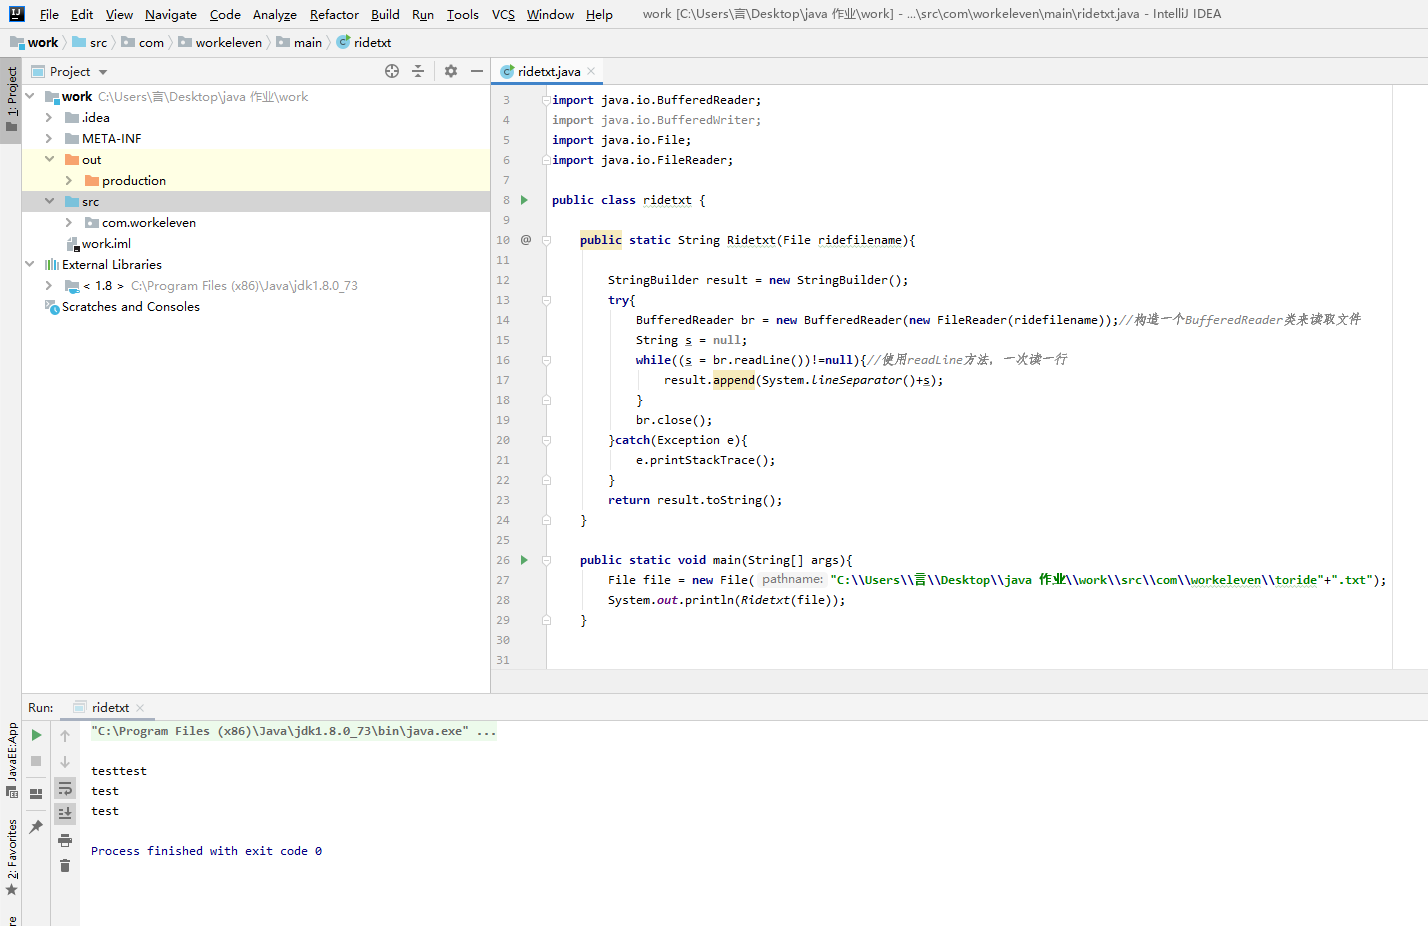 File Edit View Navigate Code Analyze Refactor Build Run Tools VCS Window Help work [C:\Users\言\Desktop\java 作业\work] - ...\src\com\workeleven\main\ridetxt.java - IntelliJ IDEA
work src com workeleven main ridetxt
1: Project
Project
ridetxt.java
work C:\Users\言\Desktop\java 作业\work
.idea
META-INF
out
production
src
com.workeleven
work.iml
External Libraries
< 1.8 > C:\Program Files (x86)\Java\jdk1.8.0_73
Scratches and Consoles
3 import java.io.BufferedReader;
4 import java.io.BufferedWriter;
5 import java.io.File;
6 import java.io.FileReader;
7
8 public class ridetxt {
9
10 @ public static String Ridetxt(File ridefilename){
11
12 StringBuilder result = new StringBuilder();
13 try{
14 BufferedReader br = new BufferedReader(new FileReader(ridefilename));//构造一个BufferedReader类来读取文件
15 String s = null;
16 while((s = br.readLine())!=null){//使用readLine方法，一次读一行
17 result.append(System.lineSeparator()+s);
18 }
19 br.close();
20 }catch(Exception e){
21 e.printStackTrace();
22 }
23 return result.toString();
24 }
25
26 public static void main(String[] args){
27 File file = new File( pathname: "C:\\Users\\言\\Desktop\\java 作业\\work\\src\\com\\workeleven\\toride"+".txt");
28 System.out.println(Ridetxt(file));
29 }
30
31
Run: ridetxt
"C:\Program Files (x86)\Java\jdk1.8.0_73\bin\java.exe" ...
testtest
test
test
Process finished with exit code 0
JavaEE:App
2: Favorites
re